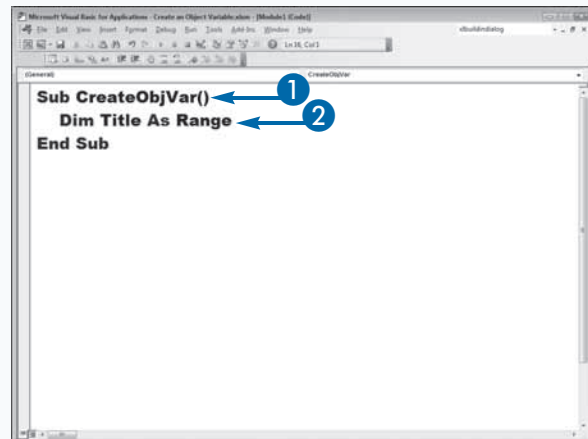 Microsoft Visual Basic for Applications - Create an Object Variable.xlsm - [Module1 (Code)]
File Edit View Insert Format Debug Run Tools Add-Ins Window Help
xlbuildindialog
Ln 16, Col 1
(General)
CreateObjVar
Sub CreateObjVar()
1
Dim Title As Range
2
End Sub